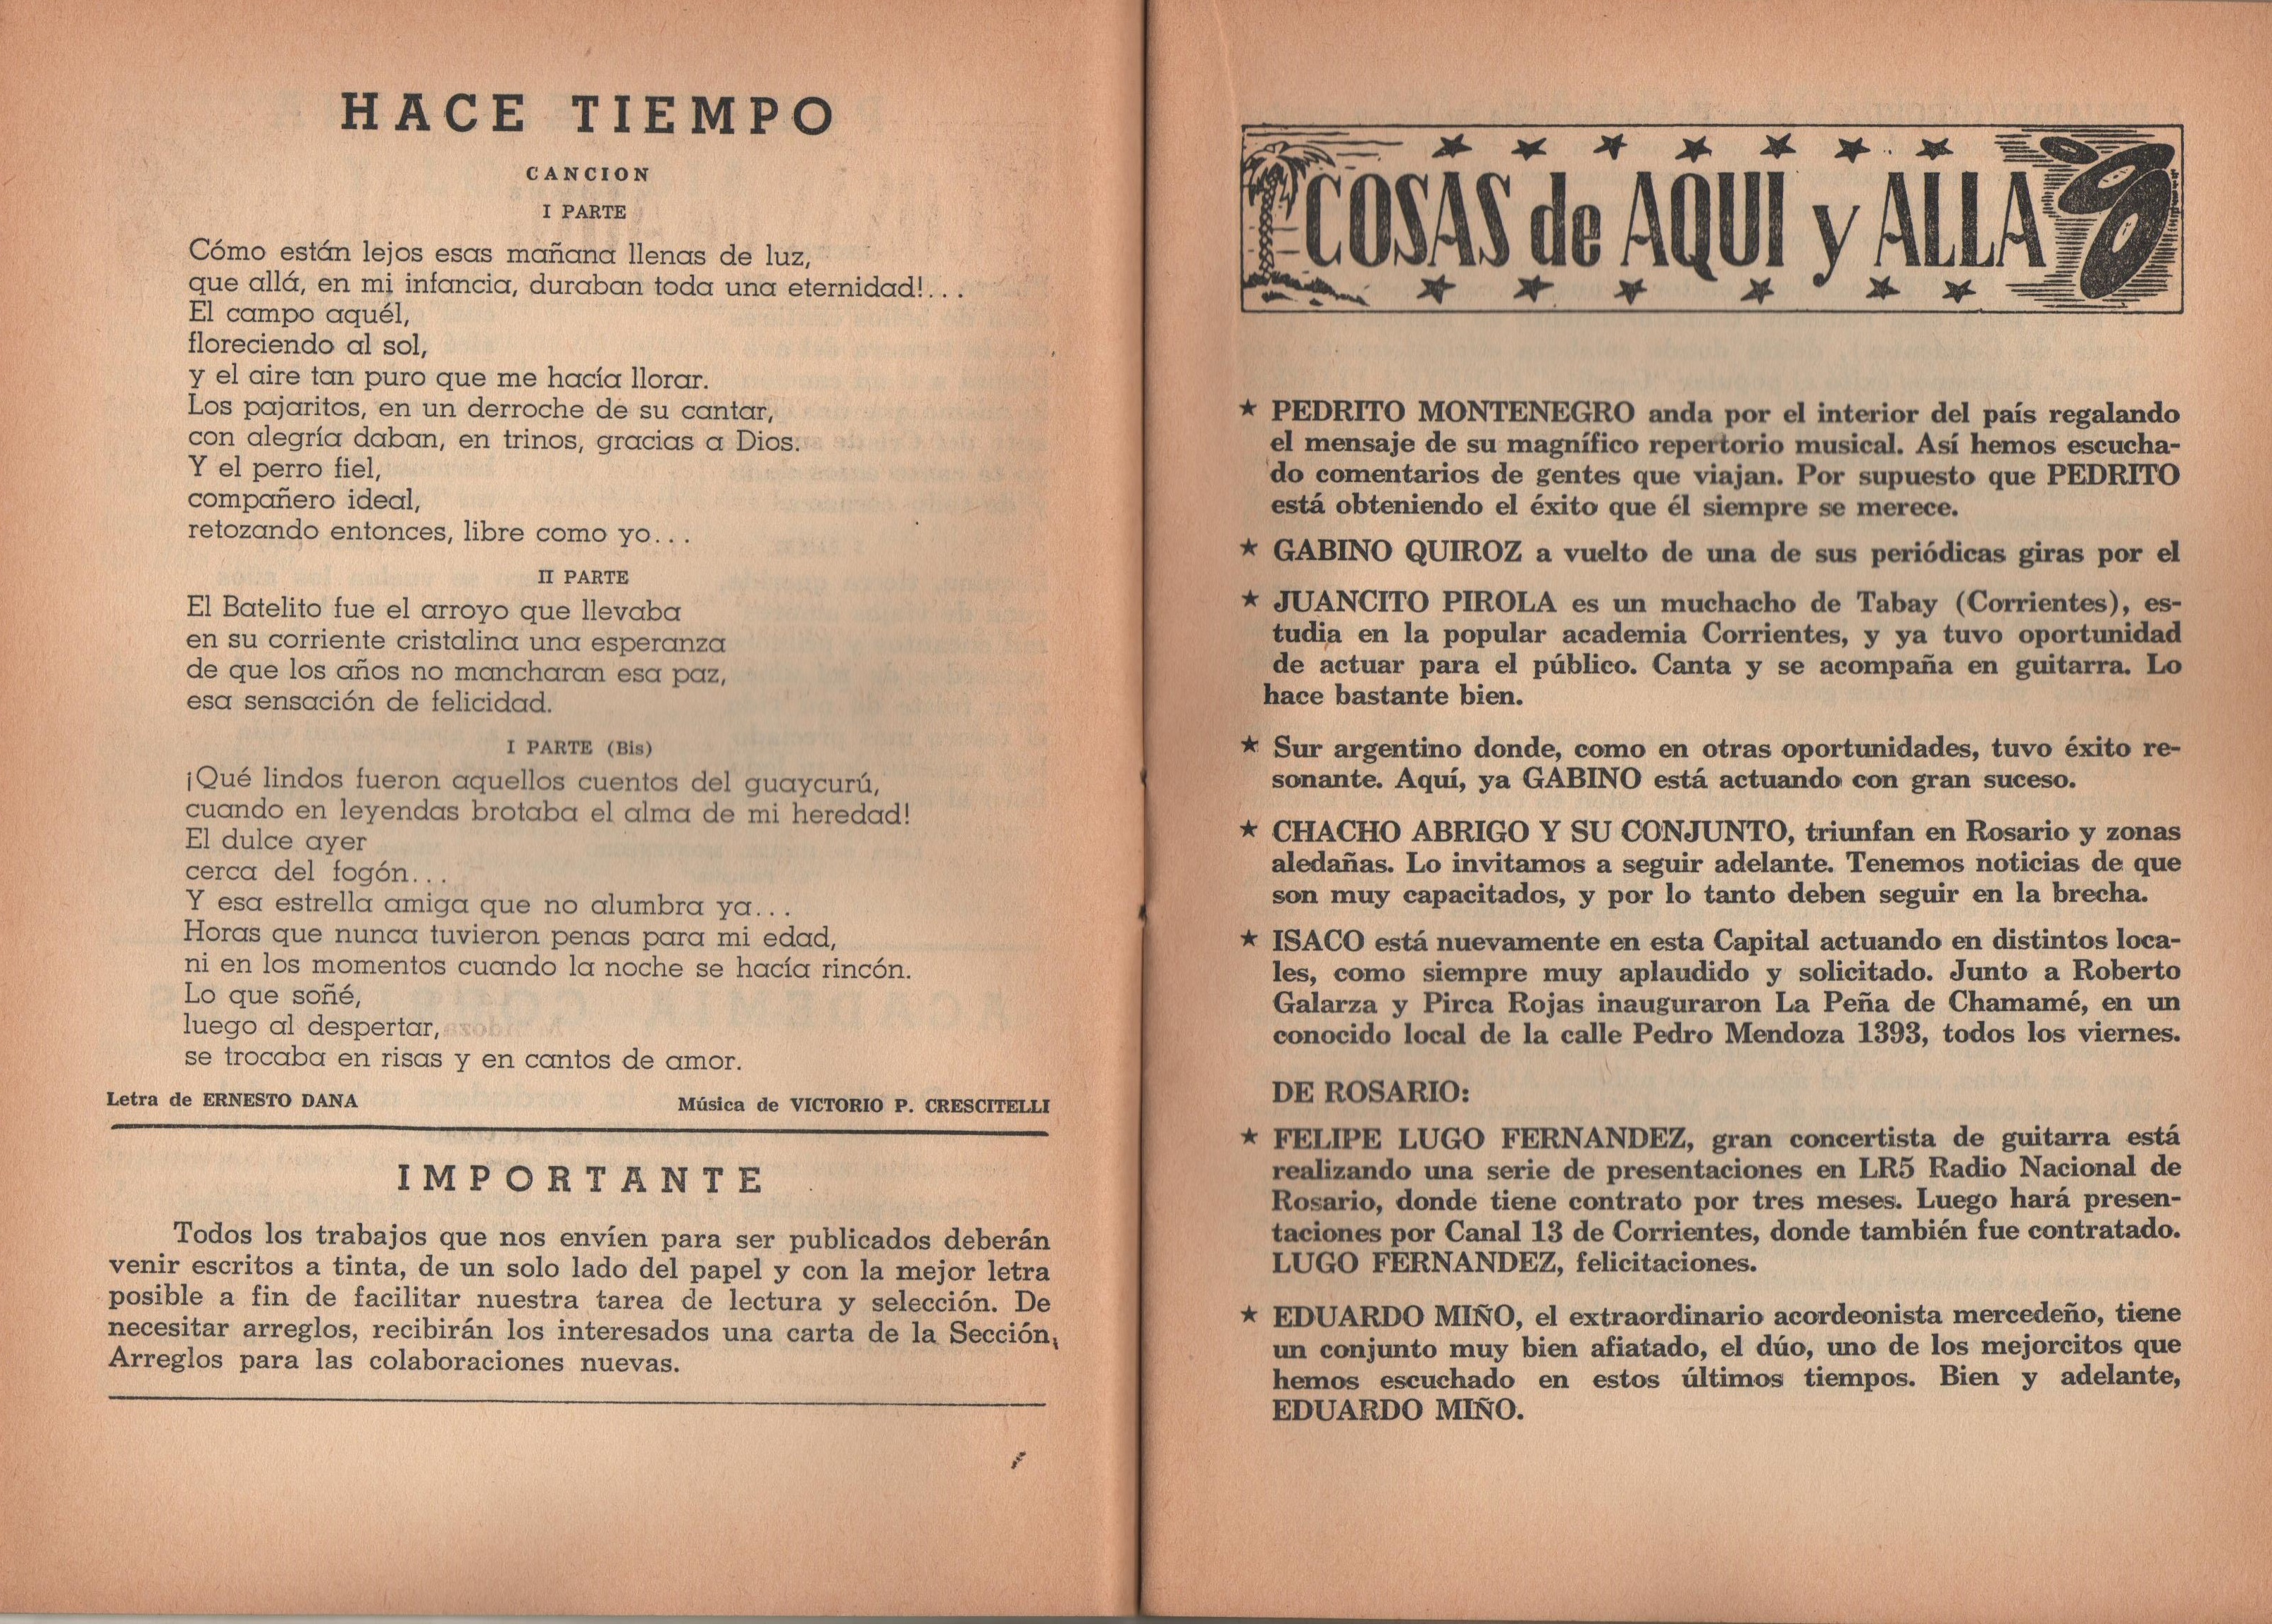 HACE TIEMPO
CANCION
I PARTE
Cómo están lejos esas mañana llenas de luz,
que allá, en mi infancia, duraban toda una eternidad!...
El campo aquél,
floreciendo al sol,
y el aire tan puro que me hacía llorar.
Los pajaritos, en un derroche de su cantar,
con alegría daban, en trinos, gracias a Dios.
Y el perro fiel,
compañero ideal,
retozando entonces, libre como yo...
II PARTE
El Batelito fue el arroyo que llevaba
en su corriente cristalina una esperanza
de que los años no mancharan esa paz,
esa sensación de felicidad.
I PARTE (Bis)
¡Qué lindos fueron aquellos cuentos del guaycurú,
cuando en leyendas brotaba el alma de mi heredad!
El dulce ayer
cerca del fogón...
Y esa estrella amiga que no alumbra ya...
Horas que nunca tuvieron penas para mi edad,
ni en los momentos cuando la noche se hacía rincón.
Lo que soñé,
luego al despertar,
se trocaba en risas y en cantos de amor.
Letra de ERNESTO DANA
Música de VICTORIO P. CRESCITELLI
IMPORTANTE
Todos los trabajos que nos envíen para ser publicados deberán
venir escritos a tinta, de un solo lado del papel y con la mejor letra
posible a fin de facilitar nuestra tarea de lectura y selección. De
necesitar arreglos, recibirán los interesados una carta de la Sección,
Arreglos para las colaboraciones nuevas.
COSAS de AQUI y ALLA
★ PEDRITO MONTENEGRO anda por el interior del país regalando
el mensaje de su magnífico repertorio musical. Así hemos escucha-
do comentarios de gentes que viajan. Por supuesto que PEDRITO
está obteniendo el éxito que él siempre se merece.
★ GABINO QUIROZ a vuelto de una de sus periódicas giras por el
★ JUANCITO PIROLA es un muchacho de Tabay (Corrientes), es-
tudia en la popular academia Corrientes, y ya tuvo oportunidad
de actuar para el público. Canta y se acompaña en guitarra. Lo
hace bastante bien.
★ Sur argentino donde, como en otras oportunidades, tuvo éxito re-
sonante. Aquí, ya GABINO está actuando con gran suceso.
★ CHACHO ABRIGO Y SU CONJUNTO, triunfan en Rosario y zonas
aledañas. Lo invitamos a seguir adelante. Tenemos noticias de que
son muy capacitados, y por lo tanto deben seguir en la brecha.
★ ISACO está nuevamente en esta Capital actuando en distintos loca-
les, como siempre muy aplaudido y solicitado. Junto a Roberto
Galarza y Pirca Rojas inauguraron La Peña de Chamamé, en un
conocido local de la calle Pedro Mendoza 1393, todos los viernes.
DE ROSARIO:
★ FELIPE LUGO FERNANDEZ, gran concertista de guitarra está
realizando una serie de presentaciones en LR5 Radio Nacional de
Rosario, donde tiene contrato por tres meses. Luego hará presen-
taciones por Canal 13 de Corrientes, donde también fue contratado.
LUGO FERNANDEZ, felicitaciones.
★ EDUARDO MIÑO, el extraordinario acordeonista mercedeño, tiene
un conjunto muy bien afiatado, el dúo, uno de los mejorcitos que
hemos escuchado en estos últimos tiempos. Bien y adelante,
EDUARDO MIÑO.